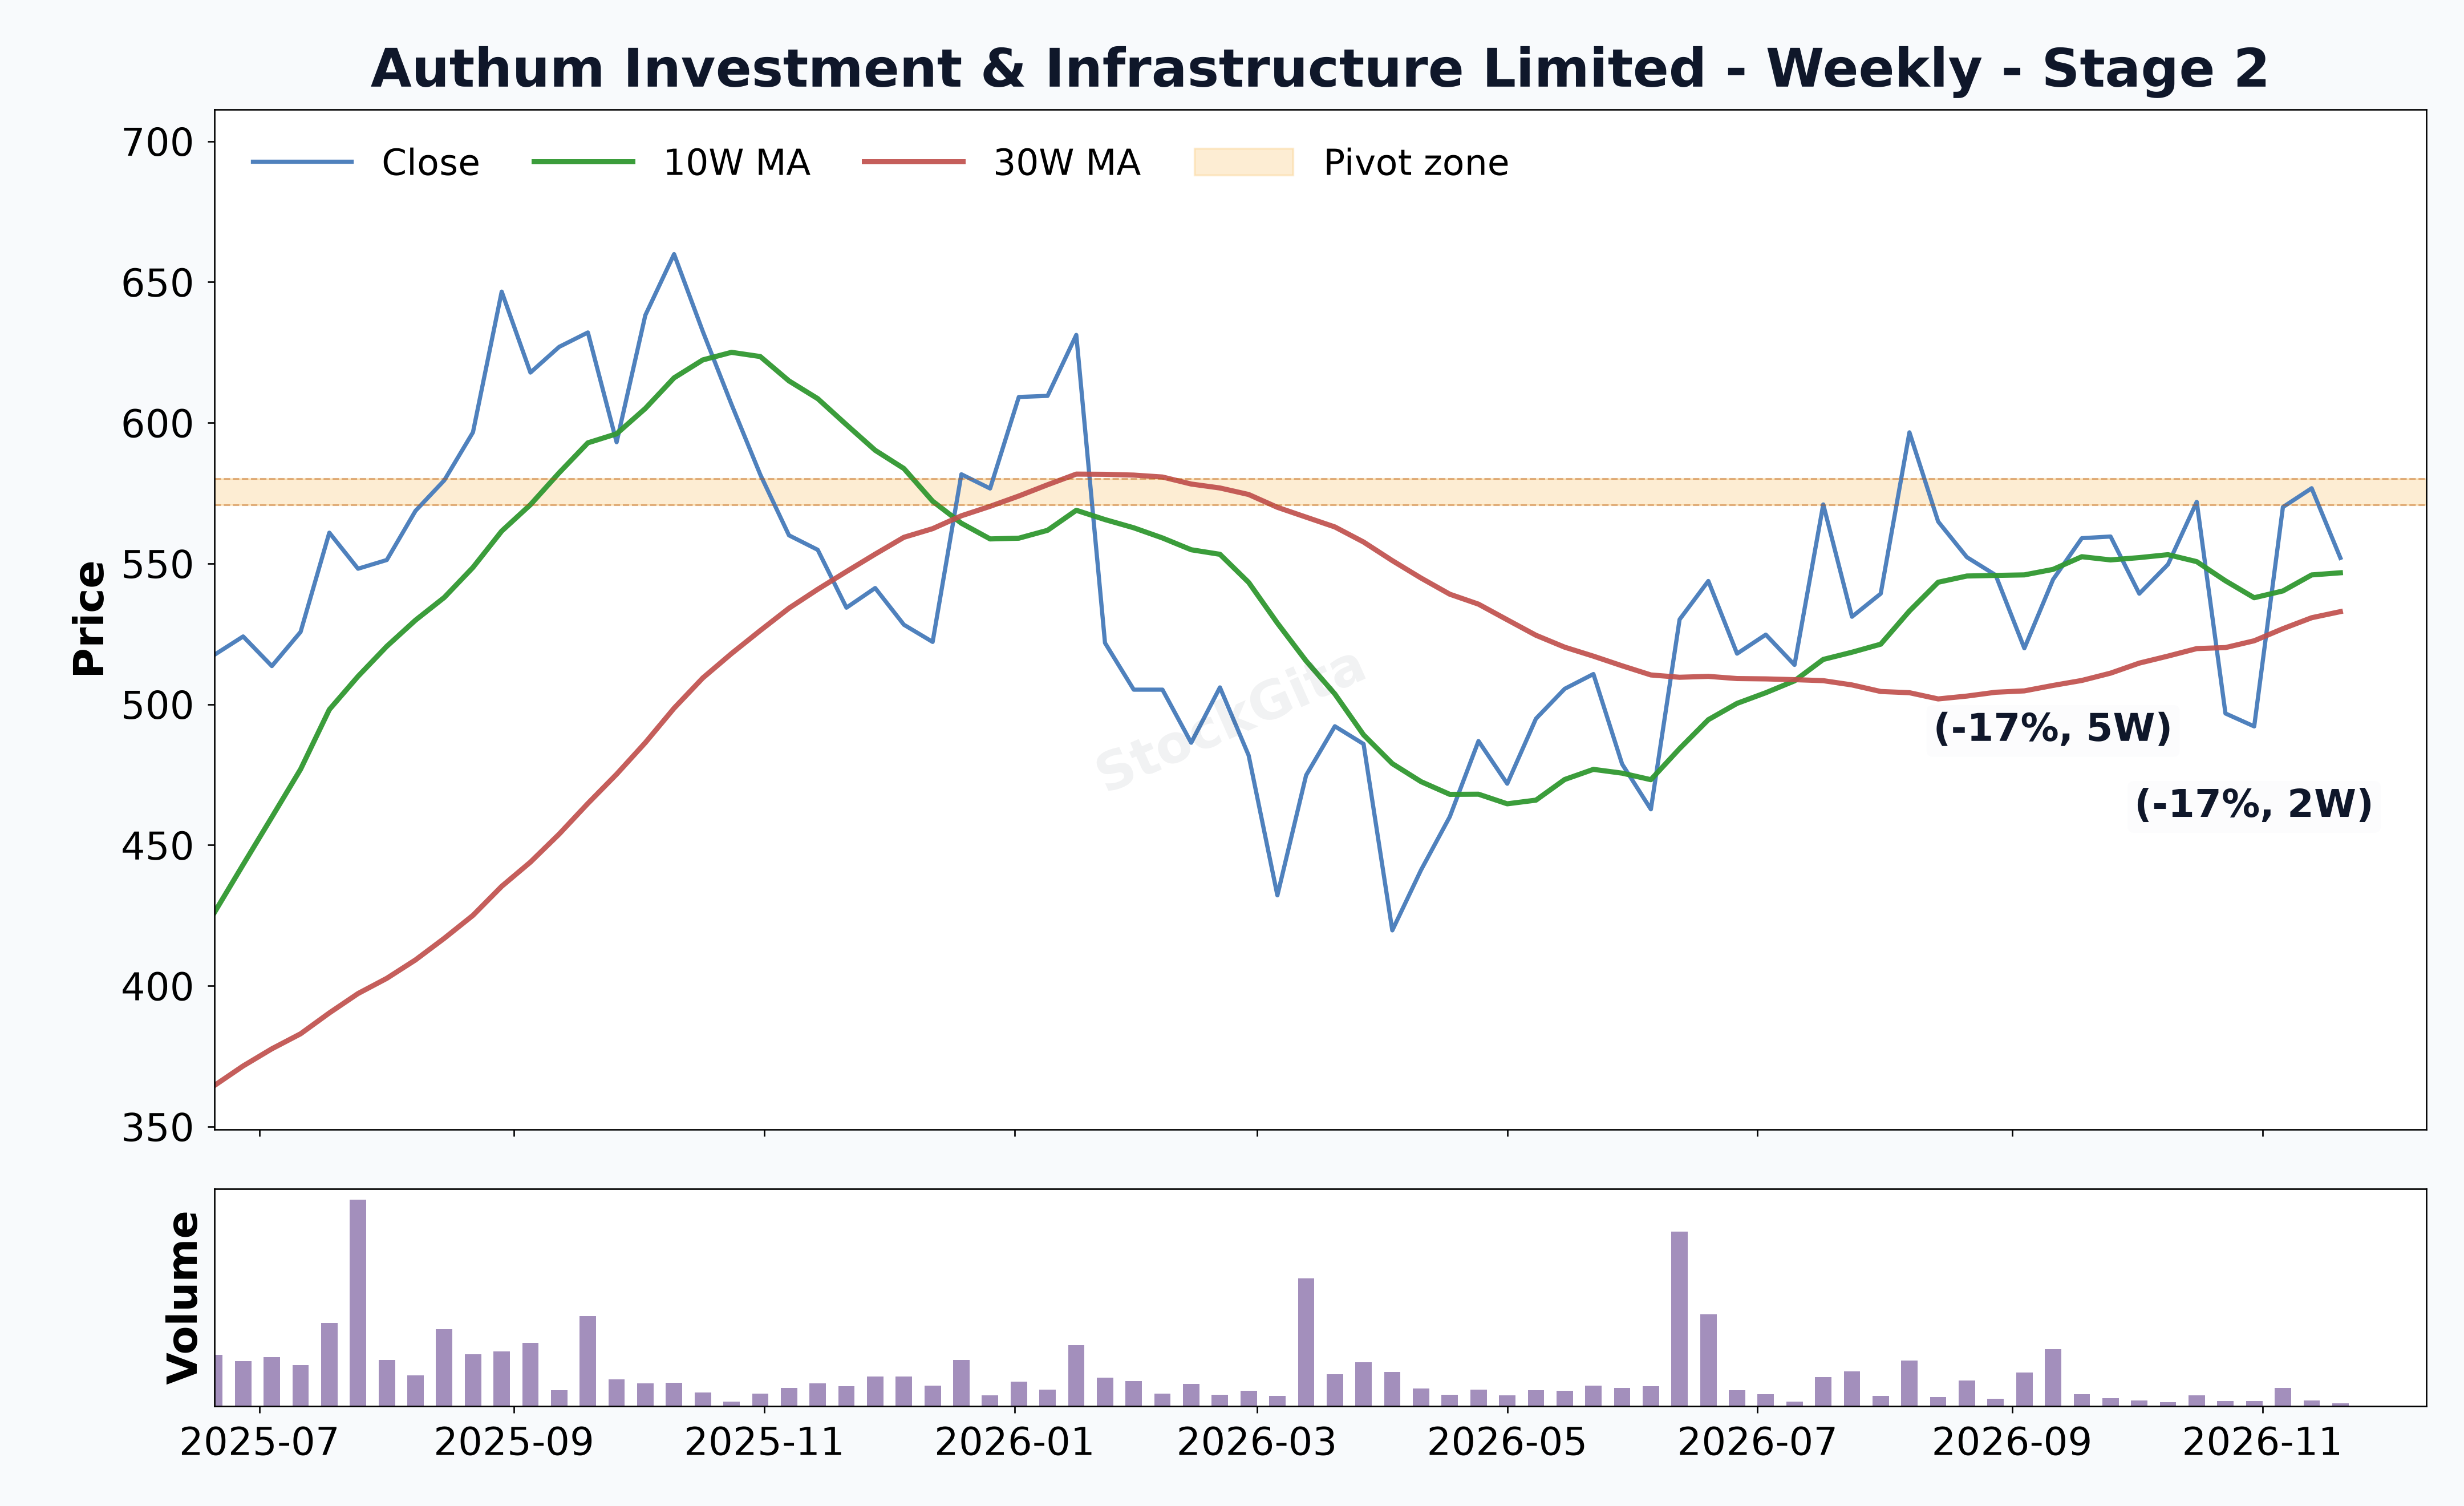 Authum Investment & Infrastructure Limited - Weekly - Stage 2
Close 10W MA 30W MA Pivot zone
700
650
600
550
500
450
400
350
Price
StockGita
(-17%, 5W)
(-17%, 2W)
Volume
2025-07 2025-09 2025-11 2026-01 2026-03 2026-05 2026-07 2026-09 2026-11